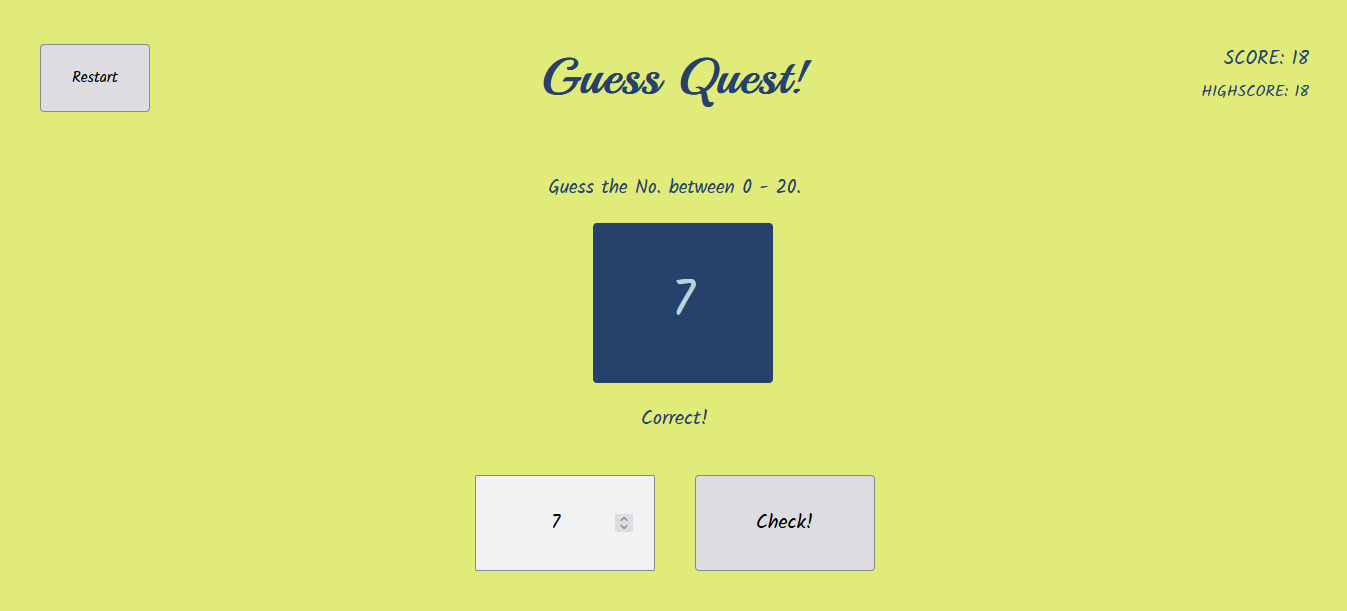 Restart
Guess Quest!
SCORE: 18
HIGHSCORE: 18
Guess the No. between 0 - 20.
7
Correct!
7
Check!